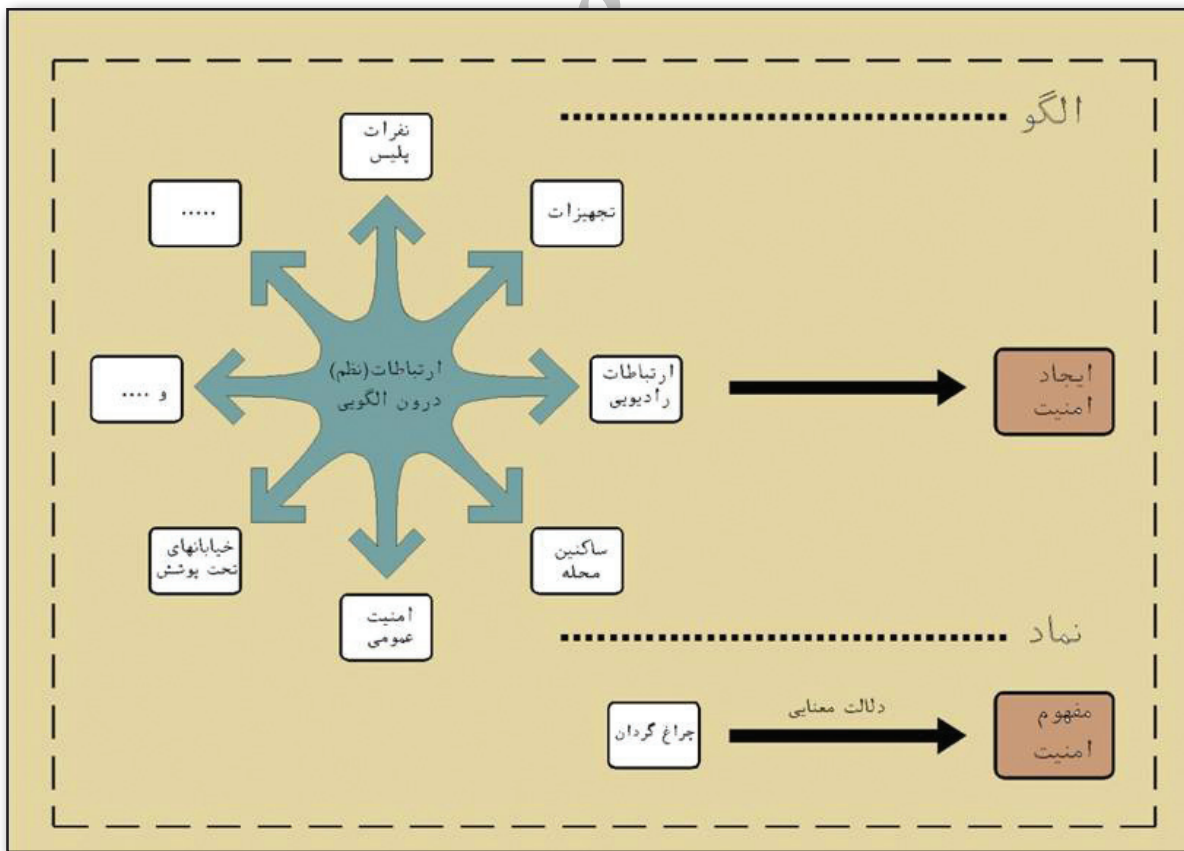 الگو
نفرات
پلیس
.....
تجهیزات
ارتباطات(نظم)
درون الگویی
و ....
ارتباطات
رادیویی
ایجاد
امنیت
خیابانهای
تحت پوشش
ساکنین
محله
امنیت
عمومی
نماد
چراغ گردان
دلالت معنایی
مفهوم
امنیت